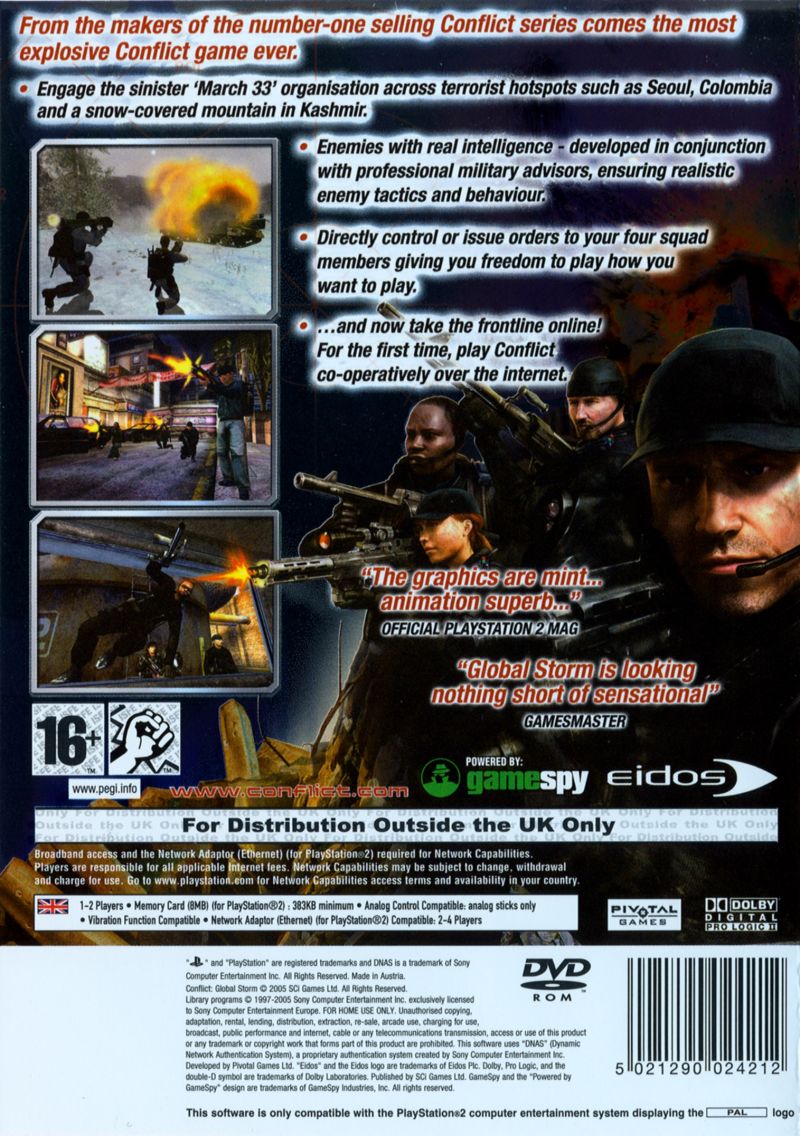 From the makers of the number-one selling Conflict series comes the most
explosive Conflict game ever.
• Engage the sinister ‘March 33’ organisation across terrorist hotspots such as Seoul, Colombia
and a snow-covered mountain in Kashmir.
• Enemies with real intelligence - developed in conjunction
with professional military advisors, ensuring realistic
enemy tactics and behaviour.
• Directly control or issue orders to your four squad
members giving you freedom to play how you
want to play.
• …and now take the frontline online!
For the first time, play Conflict
co-operatively over the internet.
“The graphics are mint...
animation superb...”
OFFICIAL PLAYSTATION 2 MAG
“Global Storm is looking
nothing short of sensational”
GAMESMASTER
16+
www.pegi.info
www.conflict.com
POWERED BY:
gamespy
eidos
For Distribution Outside the UK Only
Broadband access and the Network Adaptor (Ethernet) (for PlayStation®2) required for Network Capabilities.
Players are responsible for all applicable Internet fees. Network Capabilities may be subject to change, withdrawal
and charge for use. Go to www.playstation.com for Network Capabilities access terms and availability in your country.
1-2 Players • Memory Card (8MB) (for PlayStation®2) : 383KB minimum • Analog Control Compatible: analog sticks only
• Vibration Function Compatible • Network Adaptor (Ethernet) (for PlayStation®2) Compatible: 2-4 Players
PIVOTAL
GAMES
DOLBY
DIGITAL
PRO LOGIC II
" " and "PlayStation" are registered trademarks and DNAS is a trademark of Sony
Computer Entertainment Inc. All Rights Reserved. Made in Austria.
Conflict: Global Storm © 2005 SCi Games Ltd. All Rights Reserved.
Library programs © 1997-2005 Sony Computer Entertainment Inc. exclusively licensed
to Sony Computer Entertainment Europe. FOR HOME USE ONLY. Unauthorised copying,
adaptation, rental, lending, distribution, extraction, re-sale, arcade use, charging for use,
broadcast, public performance and internet, cable or any telecommunications transmission, access or use of this product
or any trademark or copyright work that forms part of this product are prohibited. This software uses "DNAS" (Dynamic
Network Authentication System), a proprietary authentication system created by Sony Computer Entertainment Inc.
Developed by Pivotal Games Ltd. "Eidos" and the Eidos logo are trademarks of Eidos Plc. Dolby, Pro Logic, and the
double-D symbol are trademarks of Dolby Laboratories. Published by SCi Games Ltd. GameSpy and the "Powered by
GameSpy" design are trademarks of GameSpy Industries, Inc. All rights reserved.
DVD
ROM
5 021290 024212
This software is only compatible with the PlayStation®2 computer entertainment system displaying the PAL logo